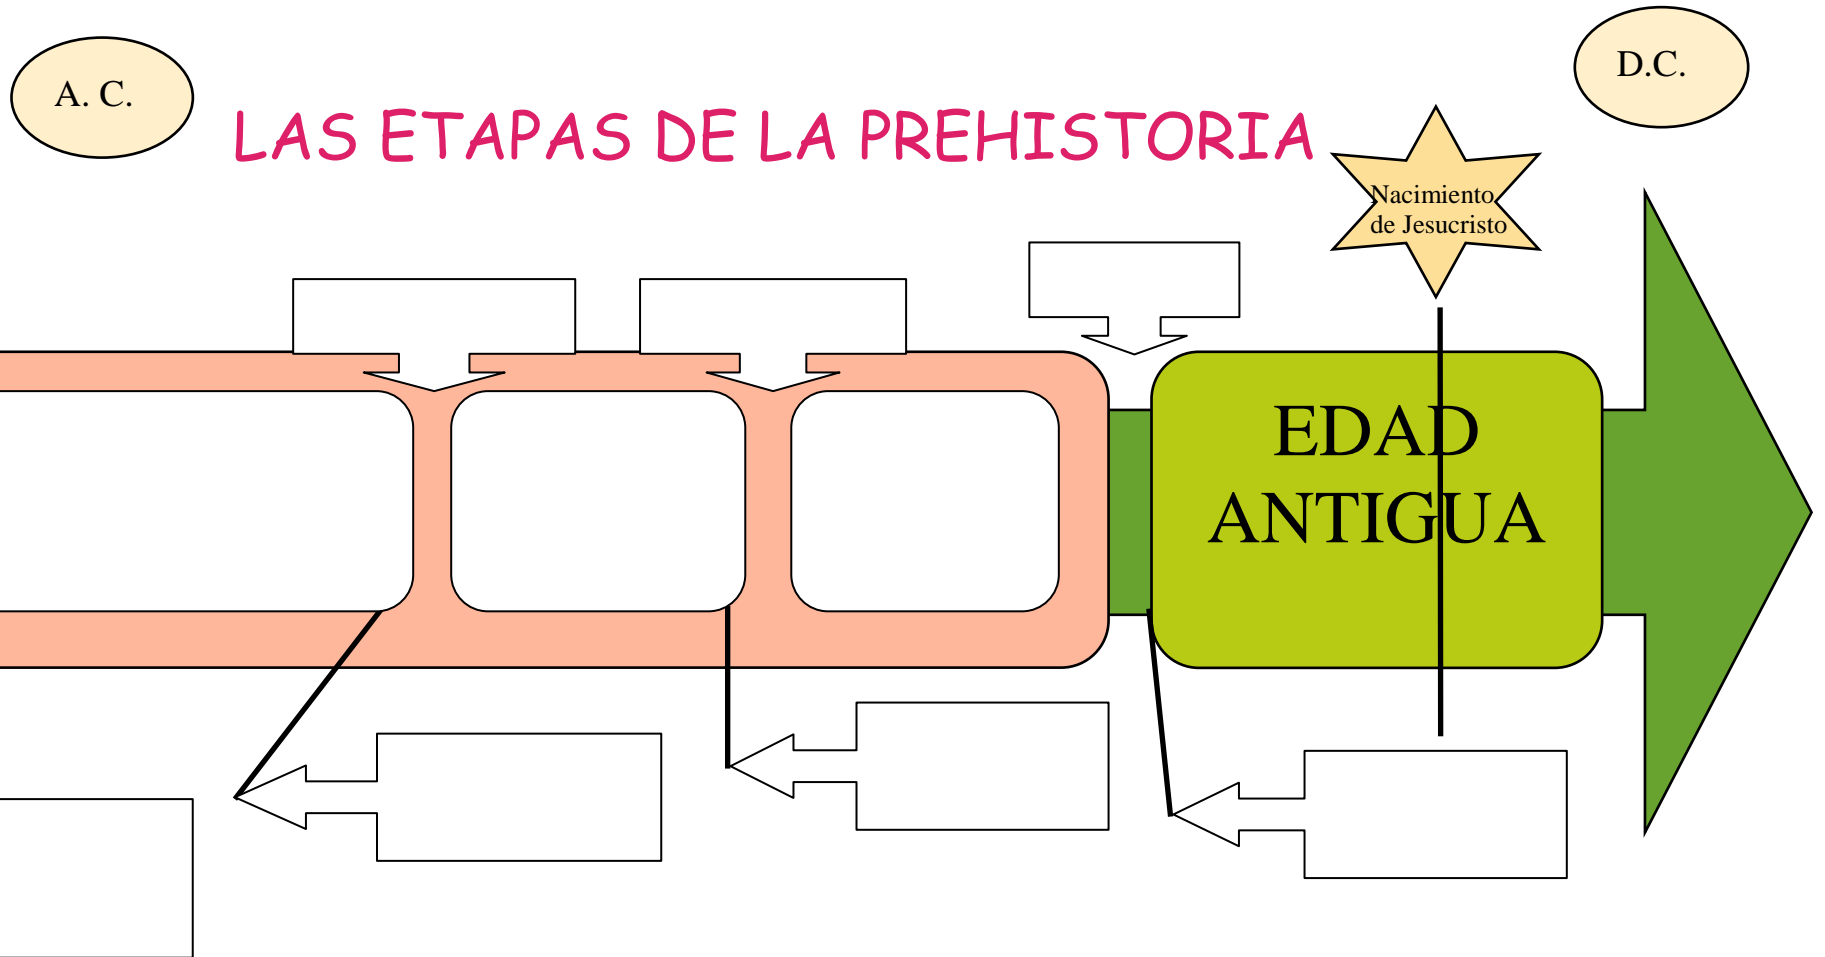 A. C.
D.C.
LAS ETAPAS DE LA PREHISTORIA
Nacimiento
de Jesucristo
EDAD
ANTIGUA